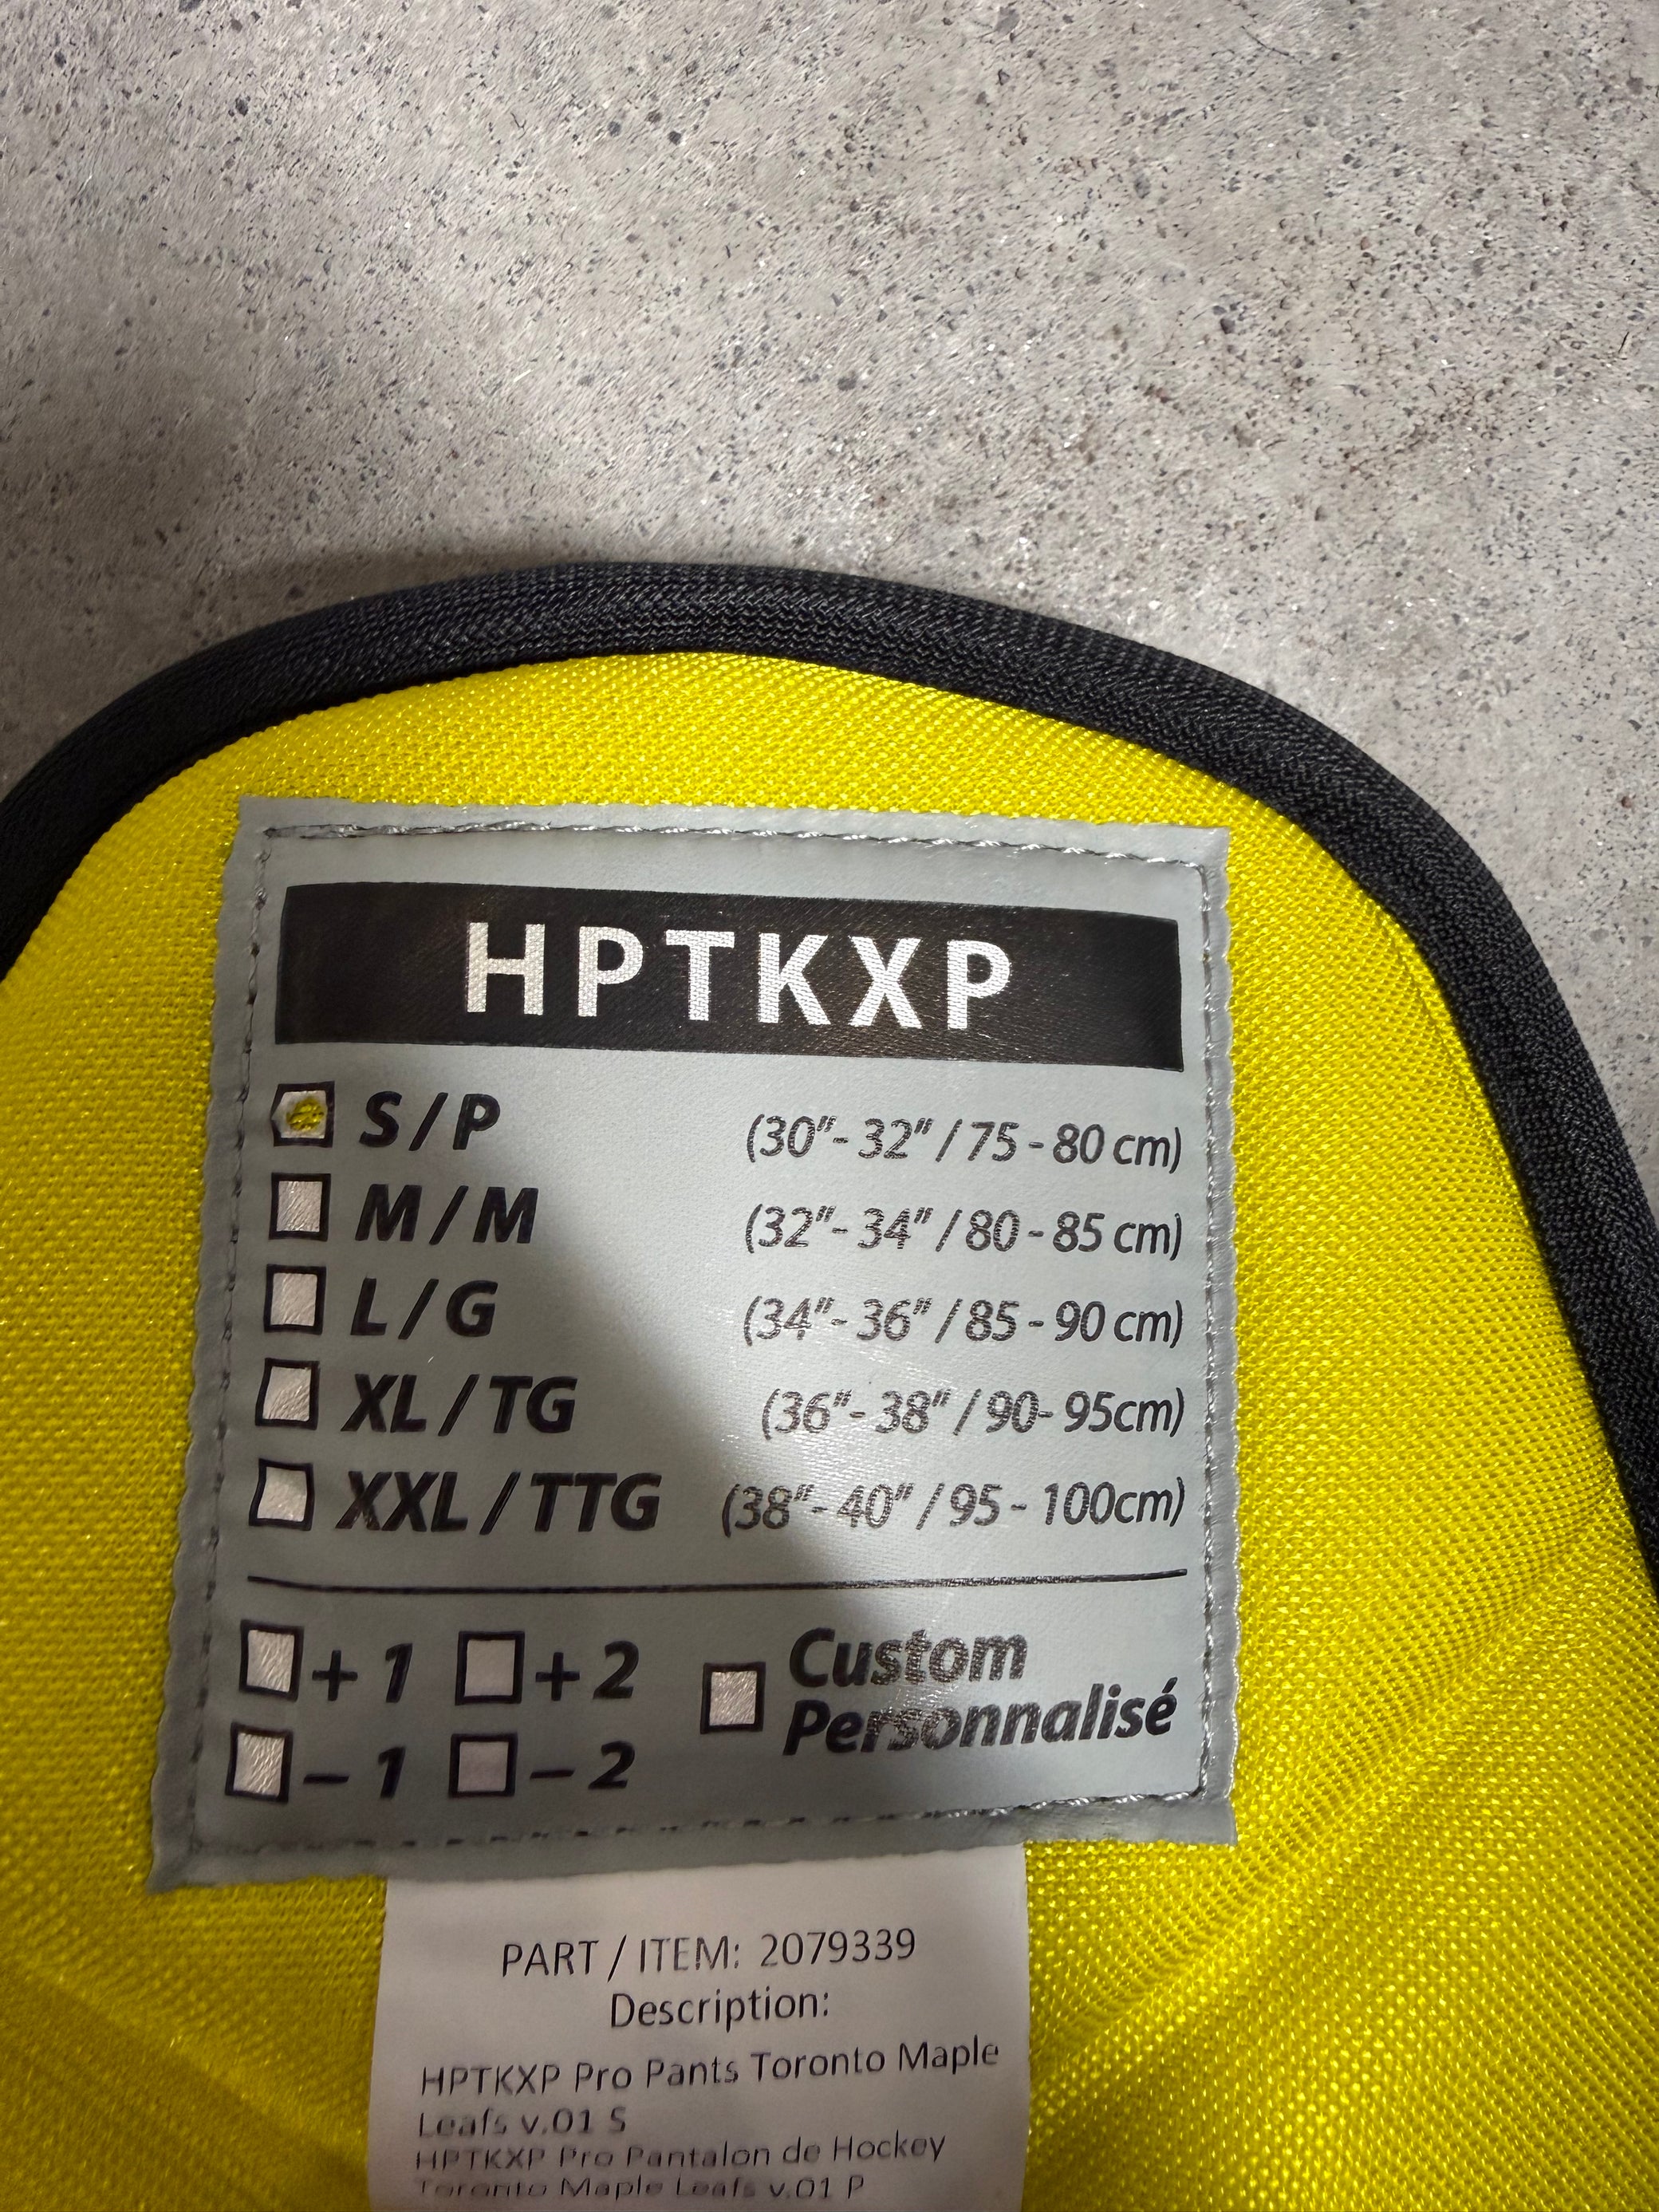 HPTKXP
S / P (30"- 32" / 75 - 80 cm)
M / M (32"- 34" / 80 - 85 cm)
L / G (34"- 36" / 85 - 90 cm)
XL / TG (36"- 38" / 90- 95cm)
XXL / TTG (38"- 40" / 95 - 100cm)
+ 1 + 2 Custom
Personnalisé
– 1 – 2
PART / ITEM: 2079339
Description:
HPTKXP Pro Pants Toronto Maple
Leafs v.01 S
HPTKXP Pro Pantalon de Hockey
Toronto Maple Leafs v.01 P